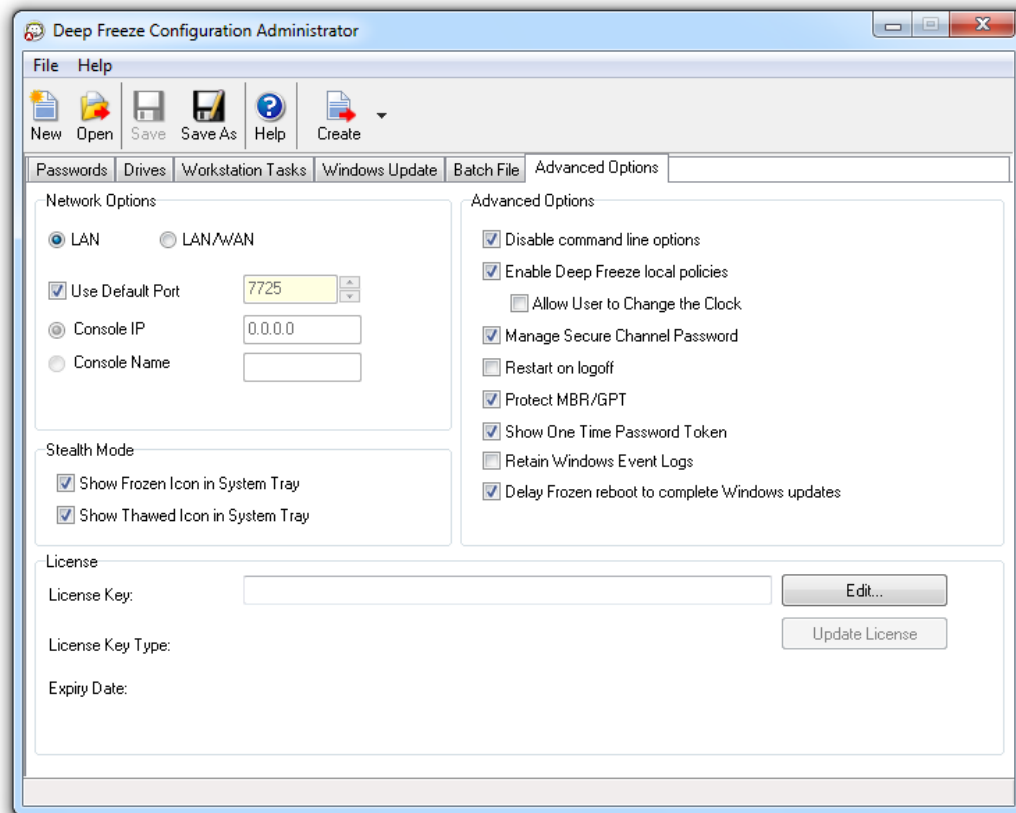 Deep Freeze Configuration Administrator
File Help
New Open Save Save As Help Create
Passwords Drives Workstation Tasks Windows Update Batch File Advanced Options
Network Options
LAN LAN/WAN
Use Default Port 7725
Console IP 0.0.0.0
Console Name
Stealth Mode
Show Frozen Icon in System Tray
Show Thawed Icon in System Tray
Advanced Options
Disable command line options
Enable Deep Freeze local policies
Allow User to Change the Clock
Manage Secure Channel Password
Restart on logoff
Protect MBR/GPT
Show One Time Password Token
Retain Windows Event Logs
Delay Frozen reboot to complete Windows updates
License
License Key: Edit...
Update License
License Key Type:
Expiry Date: